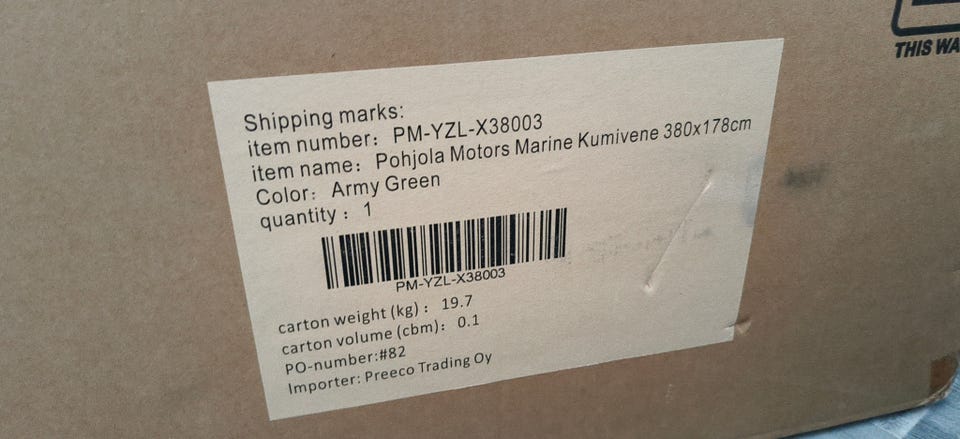 THIS WA
Shipping marks:
item number: PM-YZL-X38003
item name: Pohjola Motors Marine Kumivene 380x178cm
Color: Army Green
quantity : 1
PM-YZL-X38003
carton weight (kg) : 19.7
carton volume (cbm): 0.1
PO-number:#82
Importer: Preeco Trading Oy